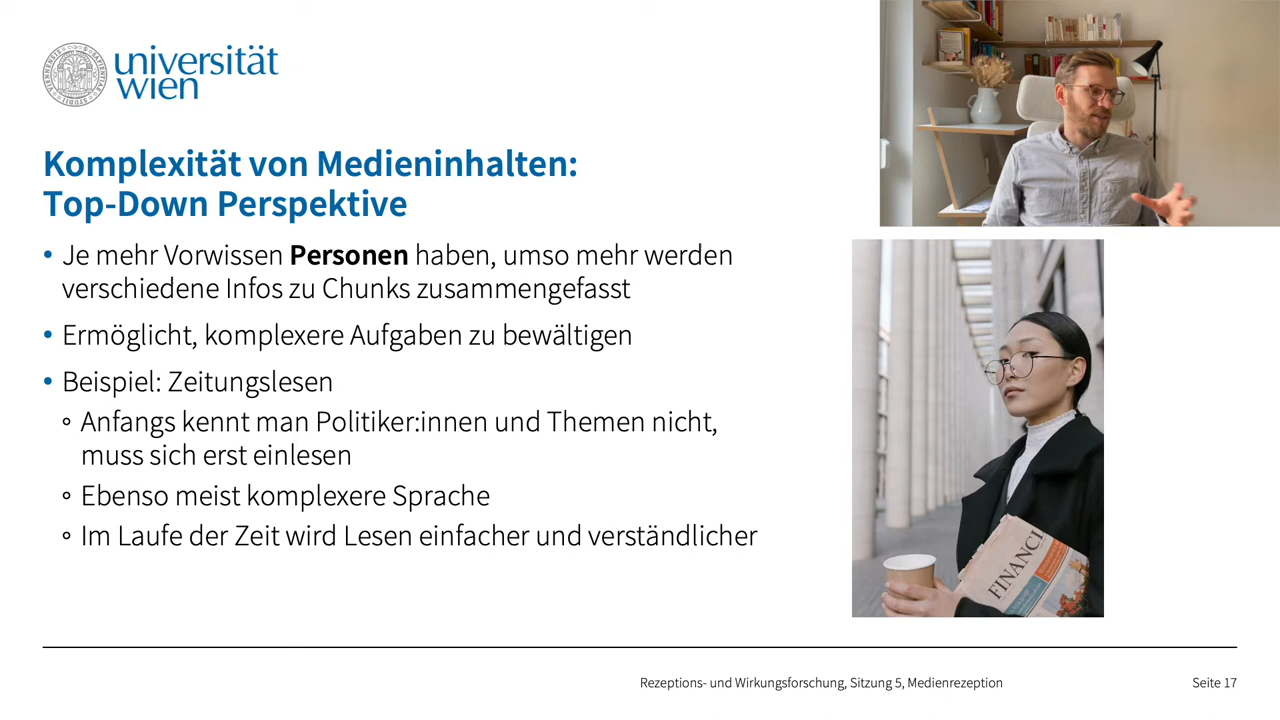 universität
wien
Komplexität von Medieninhalten:
Top-Down Perspektive
• Je mehr Vorwissen Personen haben, umso mehr werden
verschiedene Infos zu Chunks zusammengefasst
• Ermöglicht, komplexere Aufgaben zu bewältigen
• Beispiel: Zeitungslesen
◦ Anfangs kennt man Politiker:innen und Themen nicht,
muss sich erst einlesen
◦ Ebenso meist komplexere Sprache
◦ Im Laufe der Zeit wird Lesen einfacher und verständlicher
FINANCI
Rezeptions- und Wirkungsforschung, Sitzung 5, Medienrezeption
Seite 17